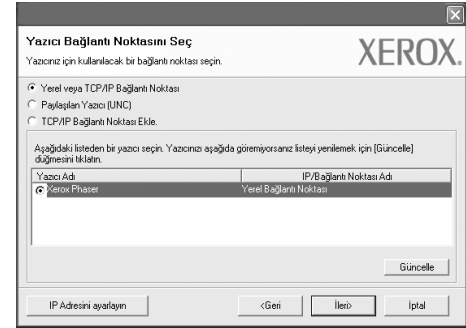 Yazıcı Bağlantı Noktasını Seç
Yazıcınız için kullanılacak bir bağlantı noktası seçin.
XEROX.
Yerel veya TCP/IP Bağlantı Noktası
Paylaşılan Yazıcı (UNC)
TCP/IP Bağlantı Noktası Ekle.
Aşağıdaki listeden bir yazıcı seçin. Yazıcınızı aşağıda göremiyorsanız listeyi yenilemek için [Güncelle]
düğmesini tıklatın.
Yazıcı Adı IP/Bağlantı Noktası Adı
Xerox Phaser Yerel Bağlantı Noktası
Güncelle
IP Adresini ayarlayın <Geri İleri> İptal